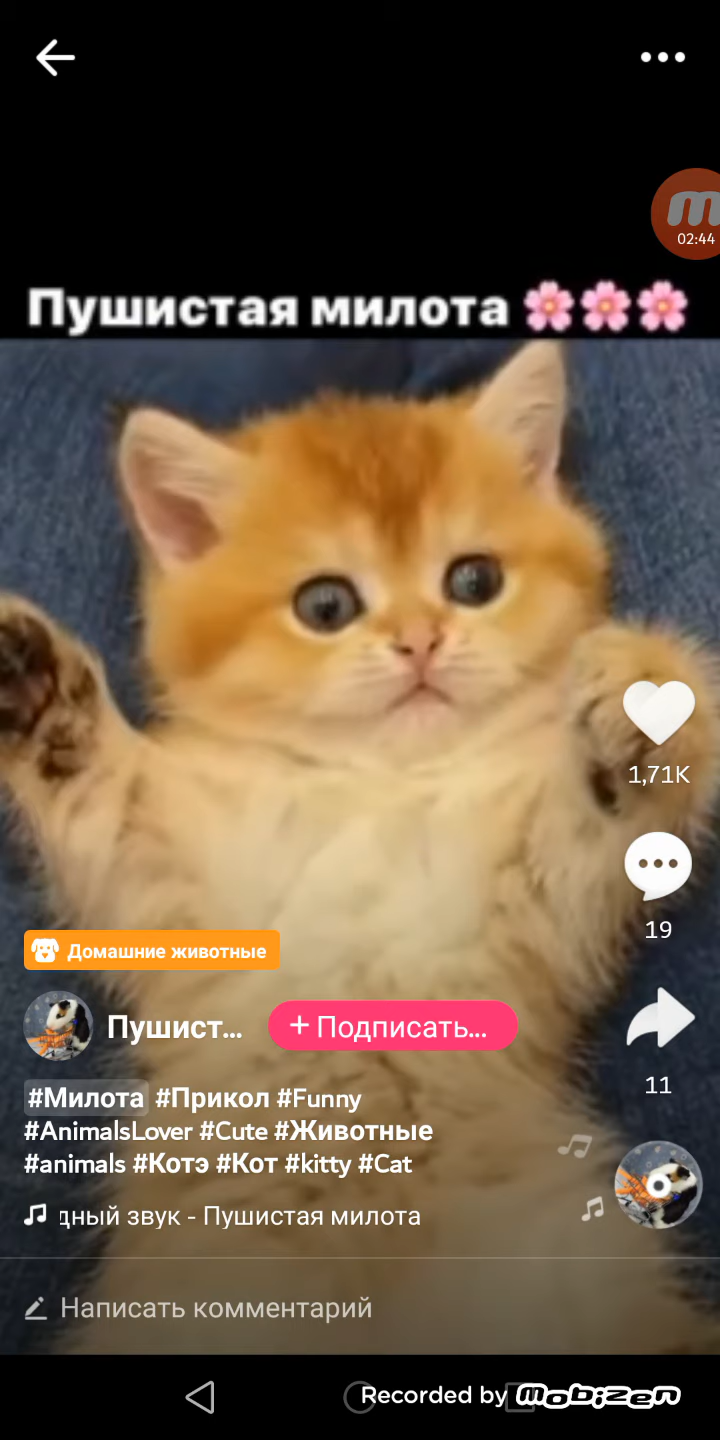 02:44
Пушистая милота 🌸🌸🌸
1,71K
19
Домашние животные
Пушист...
+ Подписать...
11
#Милота #Прикол #Funny
#AnimalsLover #Cute #Животные
#animals #Котэ #Кот #kitty #Cat
дный звук - Пушистая милота
Написать комментарий
Recorded by mobizen